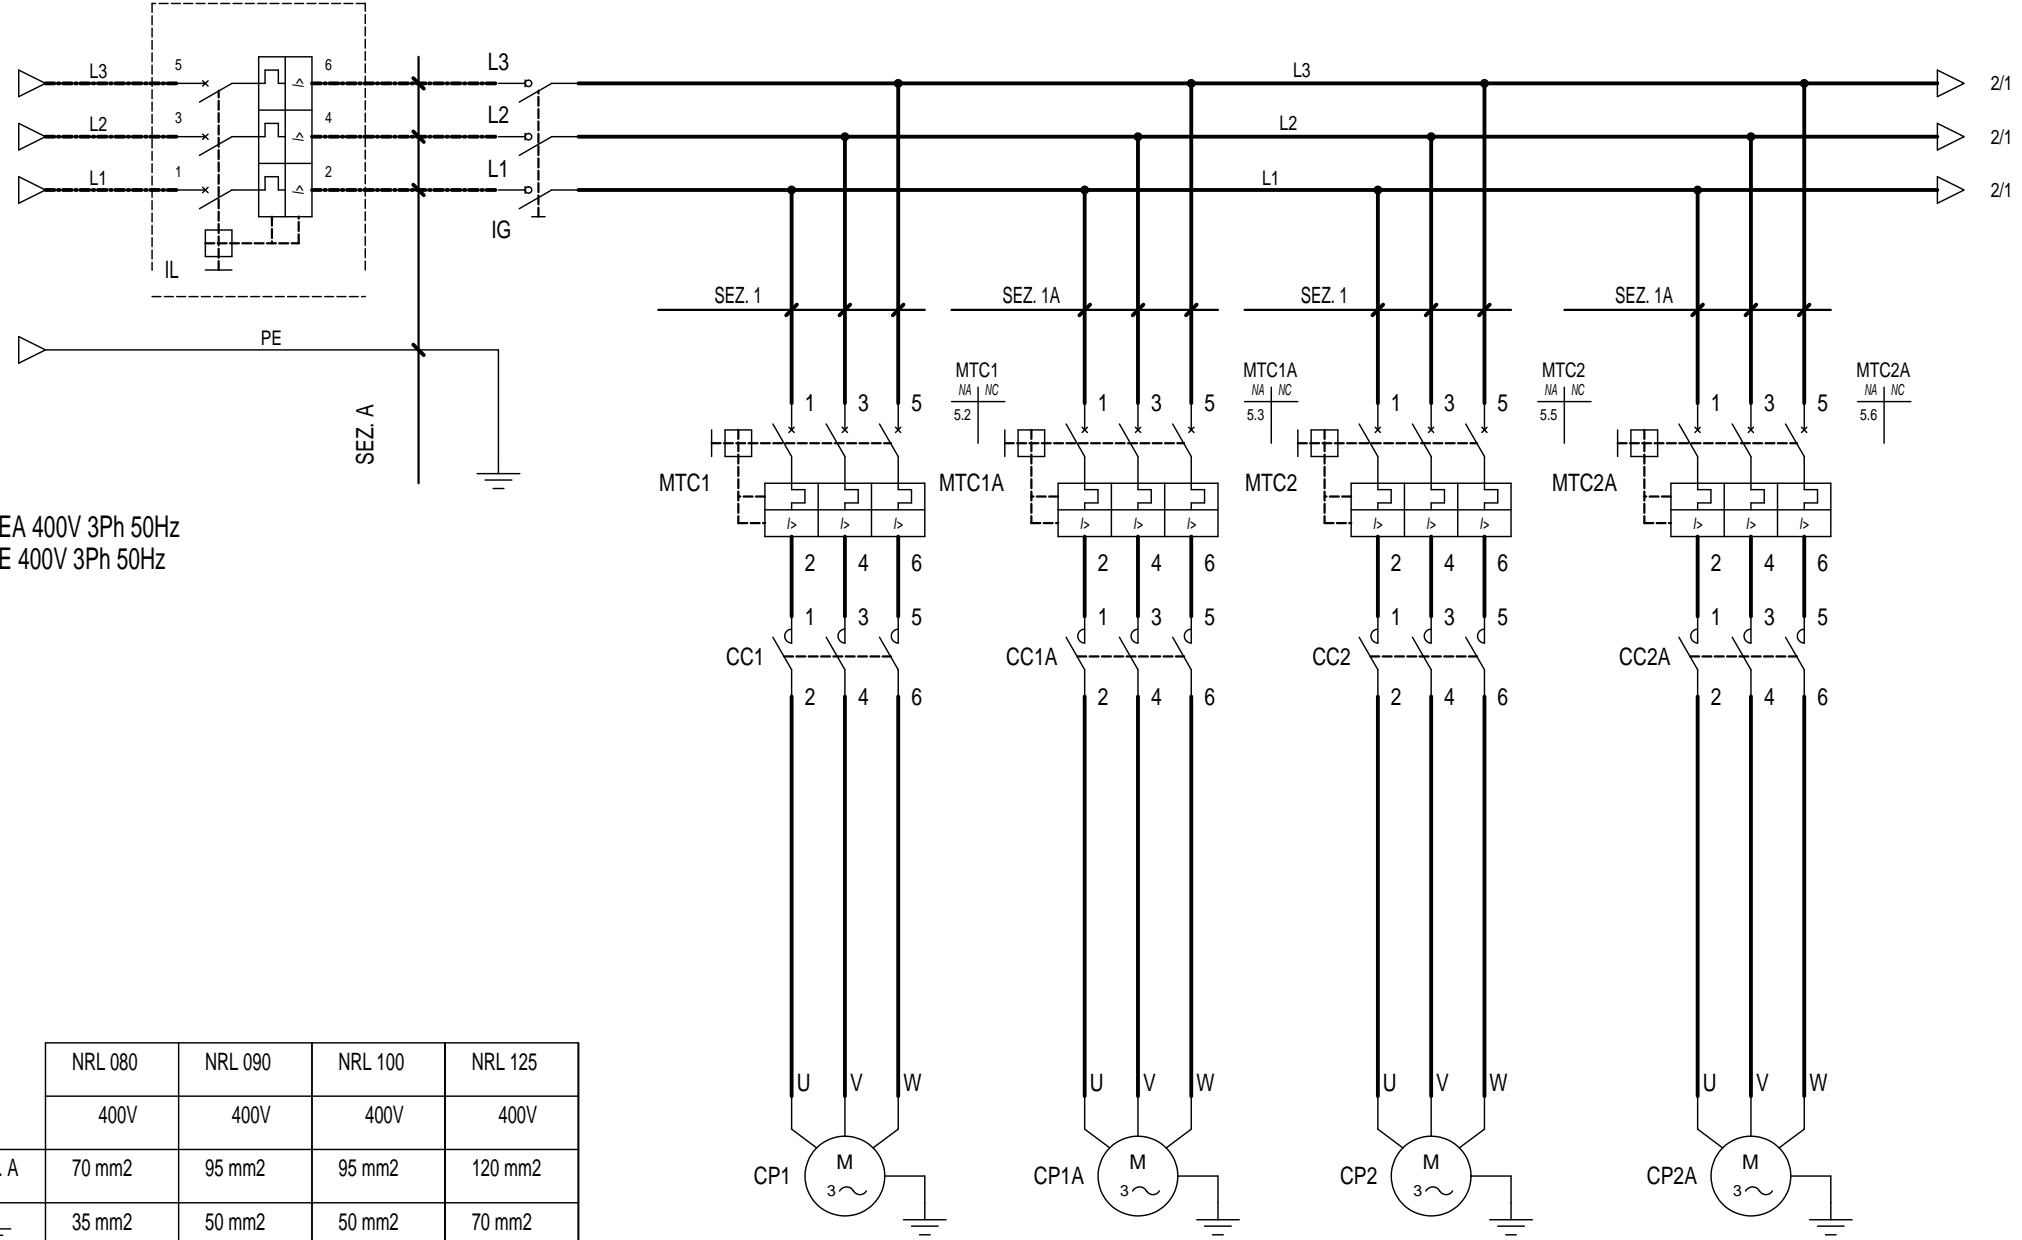 L3 5 6 L3 L3 2/1
L2 3 4 L2 L2 2/1
L1 1 2 L1 L1 2/1
IG
IL
SEZ. 1 SEZ. 1A SEZ. 1 SEZ. 1A
PE
MTC1 MTC1A MTC2 MTC2A
NA NC NA NC NA NC NA NC
5.2 5.3 5.5 5.6
1 3 5 1 3 5 1 3 5 1 3 5
SEZ. A
MTC1 MTC1A MTC2 MTC2A
I> I> I> I> I> I> I> I> I> I> I> I>
EA 400V 3Ph 50Hz
E 400V 3Ph 50Hz
2 4 6 2 4 6 2 4 6 2 4 6
1 3 5 1 3 5 1 3 5 1 3 5
CC1 CC1A CC2 CC2A
2 4 6 2 4 6 2 4 6 2 4 6
U V W U V W U V W U V W
CP1 M 3~ CP1A M 3~ CP2 M 3~ CP2A M 3~
NRL 080 NRL 090 NRL 100 NRL 125
400V 400V 400V 400V
. A 70 mm2 95 mm2 95 mm2 120 mm2
35 mm2 50 mm2 50 mm2 70 mm2